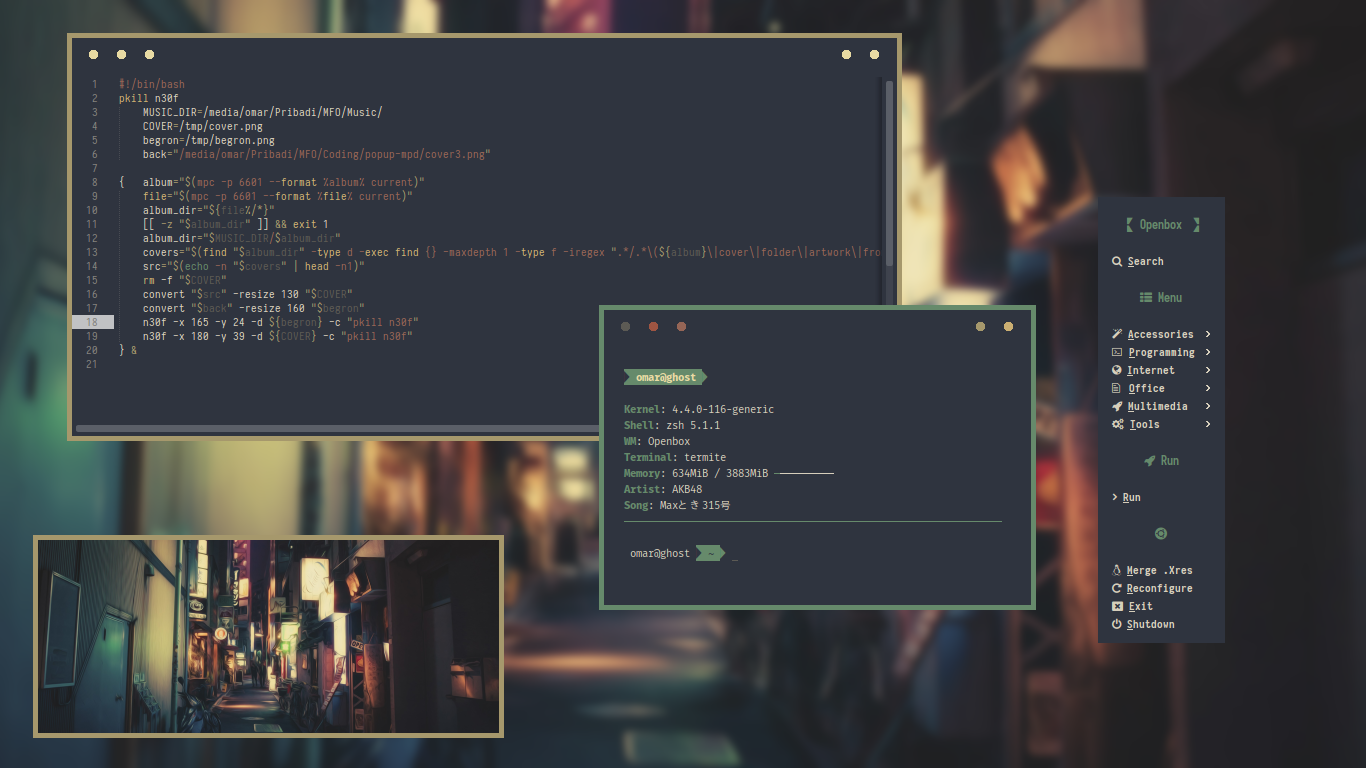 1 #!/bin/bash
2 pkill n30f
3 MUSIC_DIR=/media/omar/Pribadi/MFO/Music/
4 COVER=/tmp/cover.png
5 begron=/tmp/begron.png
6 back="/media/omar/Pribadi/MFO/Coding/popup-mpd/cover3.png"
7
8 { album="$(mpc -p 6601 --format %album% current)"
9 file="$(mpc -p 6601 --format %file% current)"
10 album_dir="${file%/*}"
11 [[ -z "$album_dir" ]] && exit 1
12 album_dir="$MUSIC_DIR/$album_dir"
13 covers="$(find "$album_dir" -type d -exec find {} -maxdepth 1 -type f -iregex ".*/.*\(${album}\|cover\|folder\|artwork\|fro
14 src="$(echo -n "$covers" | head -n1)"
15 rm -f "$COVER"
16 convert "$src" -resize 130 "$COVER"
17 convert "$back" -resize 160 "$begron"
18 n30f -x 165 -y 24 -d ${begron} -c "pkill n30f"
19 n30f -x 180 -y 39 -d ${COVER} -c "pkill n30f"
20 } &
21
omar@ghost
Kernel: 4.4.0-116-generic
Shell: zsh 5.1.1
WM: Openbox
Terminal: termite
Memory: 634MiB / 3883MiB
Artist: AKB48
Song: Maxとき315号
omar@ghost ~ _
Openbox
Search
Menu
Accessories
Programming
Internet
Office
Multimedia
Tools
Run
Run
Merge .Xres
Reconfigure
Exit
Shutdown